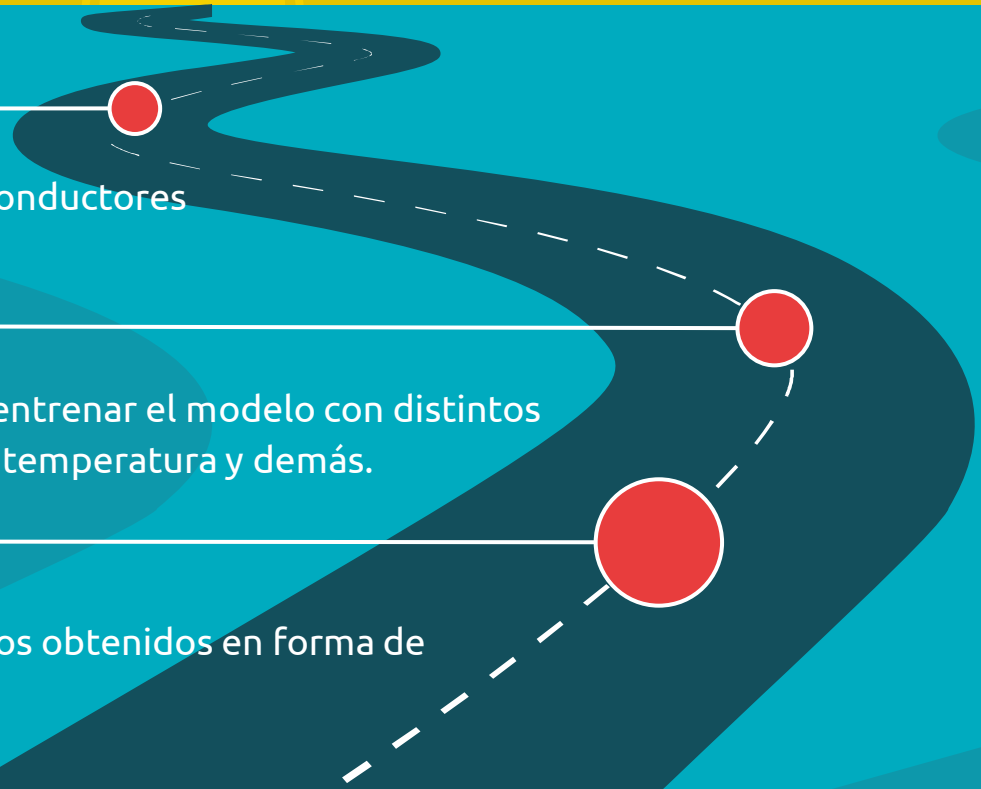 onductores
entrenar el modelo con distintos
temperatura y demás.
os obtenidos en forma de